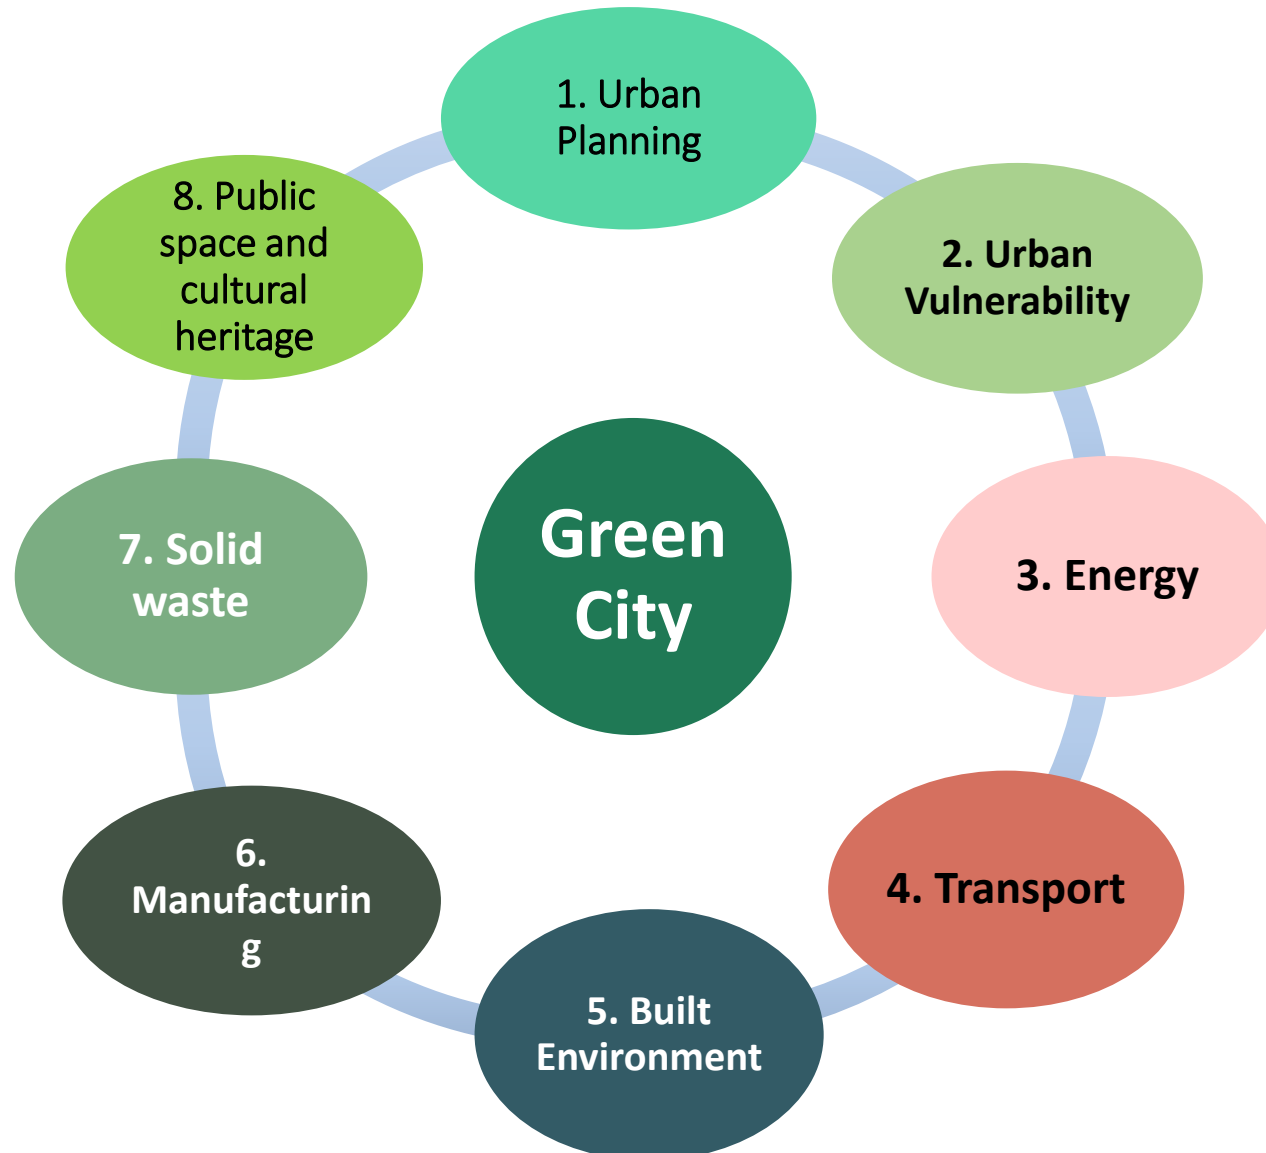 1. Urban
Planning
2. Urban
Vulnerability
3. Energy
4. Transport
5. Built
Environment
6.
Manufacturin
g
7. Solid
waste
8. Public
space and
cultural
heritage
Green
City